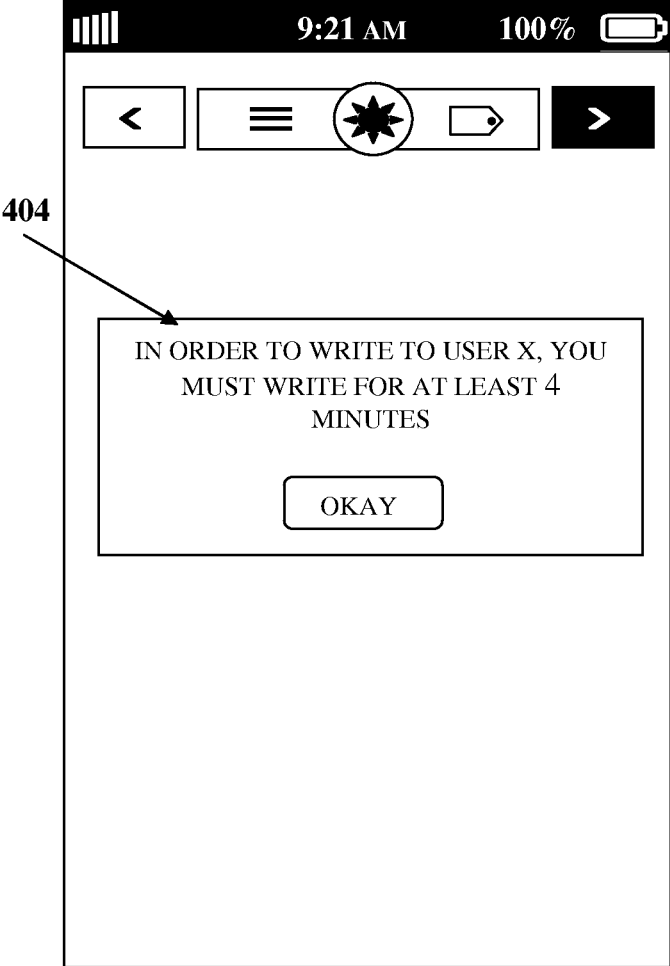 9:21 AM 100%
< >
404
IN ORDER TO WRITE TO USER X, YOU
MUST WRITE FOR AT LEAST 4
MINUTES
OKAY